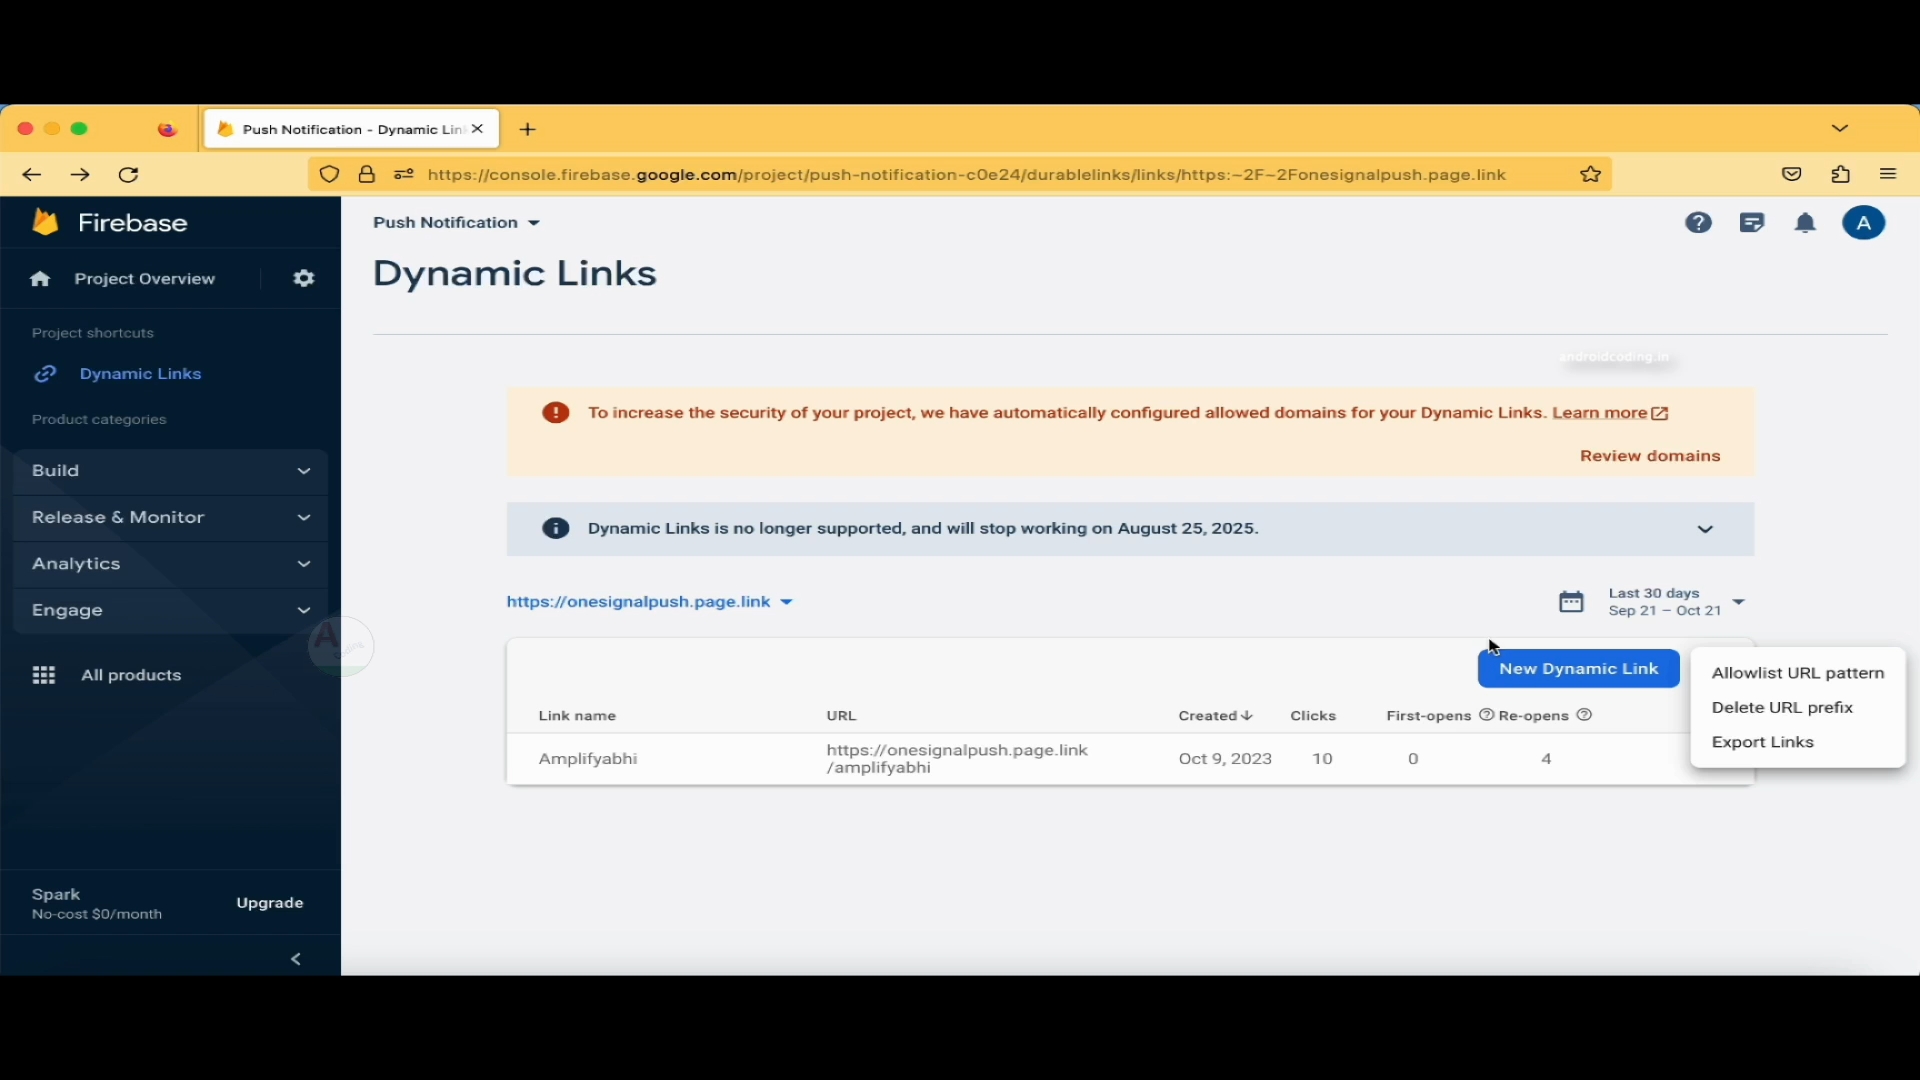 Push Notification - Dynamic Lin
https://console.firebase.google.com/project/push-notification-c0e24/durablelinks/links/https:~2F~2Fonesignalpush.page.link
Firebase
Push Notification
A
Project Overview
Dynamic Links
Project shortcuts
Dynamic Links
Product categories
Build
Release & Monitor
Analytics
Engage
All products
Spark
No-cost $0/month
Upgrade
androidcoding.in
To increase the security of your project, we have automatically configured allowed domains for your Dynamic Links. Learn more
Review domains
Dynamic Links is no longer supported, and will stop working on August 25, 2025.
https://onesignalpush.page.link
Last 30 days
Sep 21 – Oct 21
New Dynamic Link
Allowlist URL pattern
Delete URL prefix
Export Links
Link name URL Created Clicks First-opens Re-opens
Amplifyabhi https://onesignalpush.page.link
/amplifyabhi Oct 9, 2023 10 0 4